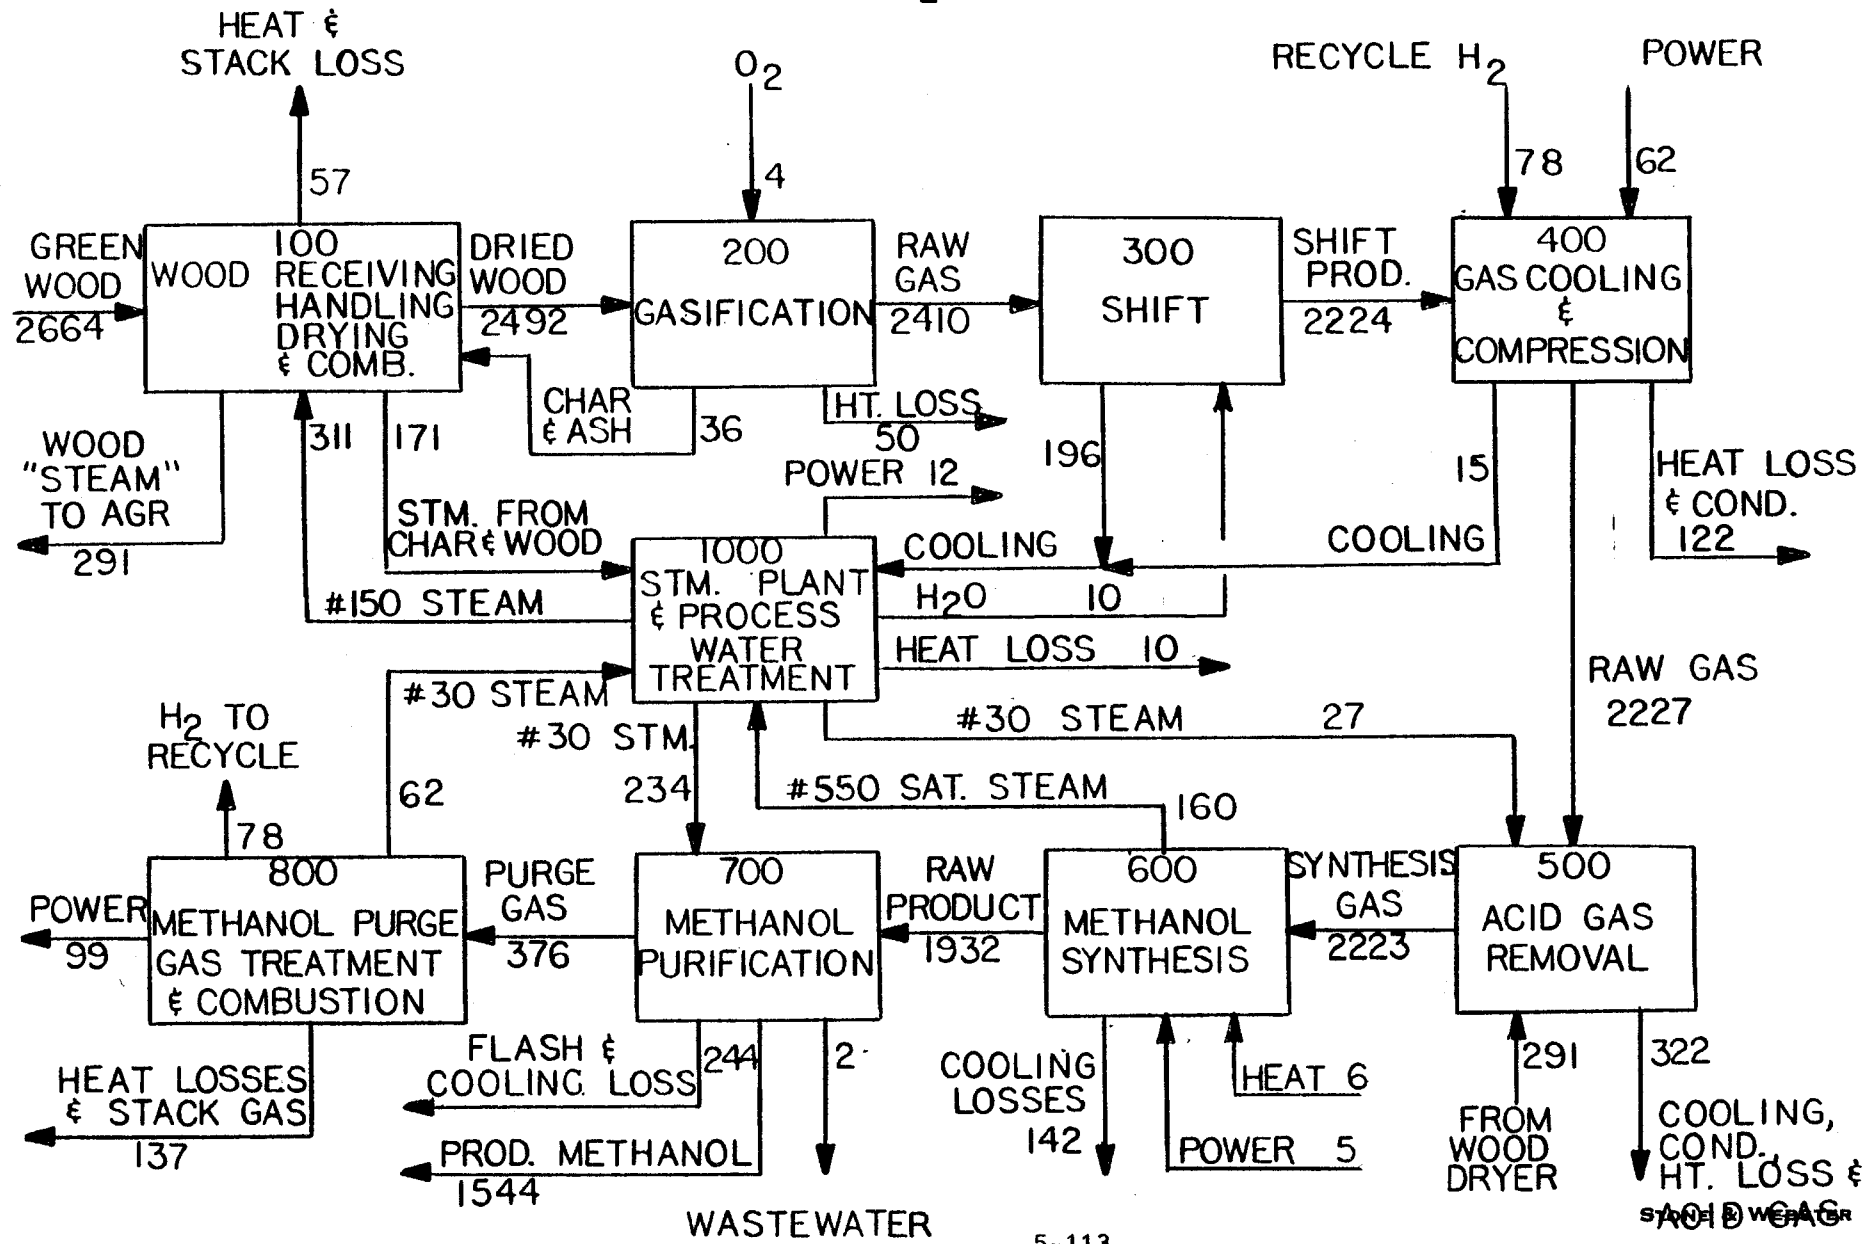 HEAT &
STACK LOSS
O2
RECYCLE H2
POWER
57
4
78
62
GREEN
WOOD
2664
100
WOOD RECEIVING
HANDLING
DRYING
& COMB.
DRIED
WOOD
2492
200
GASIFICATION
RAW
GAS
2410
300
SHIFT
SHIFT
PROD.
2224
400
GAS COOLING
&
COMPRESSION
CHAR
& ASH
36
HT. LOSS
50
WOOD
"STEAM"
TO AGR
291
311
171
196
15
HEAT LOSS
& COND.
122
POWER 12
STM. FROM
CHAR & WOOD
1000
STM. PLANT
& PROCESS
WATER
TREATMENT
COOLING
COOLING
#150 STEAM
H2O 10
HEAT LOSS 10
RAW GAS
2227
#30 STEAM
H2 TO
RECYCLE
#30 STM.
#30 STEAM 27
62
234
#550 SAT. STEAM
160
78
POWER
99
800
METHANOL PURGE
GAS TREATMENT
& COMBUSTION
PURGE
GAS
376
700
METHANOL
PURIFICATION
RAW
PRODUCT
1932
600
METHANOL
SYNTHESIS
SYNTHESIS
GAS
2223
500
ACID GAS
REMOVAL
HEAT LOSSES
& STACK GAS
137
FLASH &
COOLING LOSS
244
2
PROD. METHANOL
1544
WASTEWATER
COOLING
LOSSES
142
HEAT 6
POWER 5
291
FROM
WOOD
DRYER
322
COOLING,
COND.,
HT. LOSS &
ACID GAS
STONE & WEBSTER
5-113